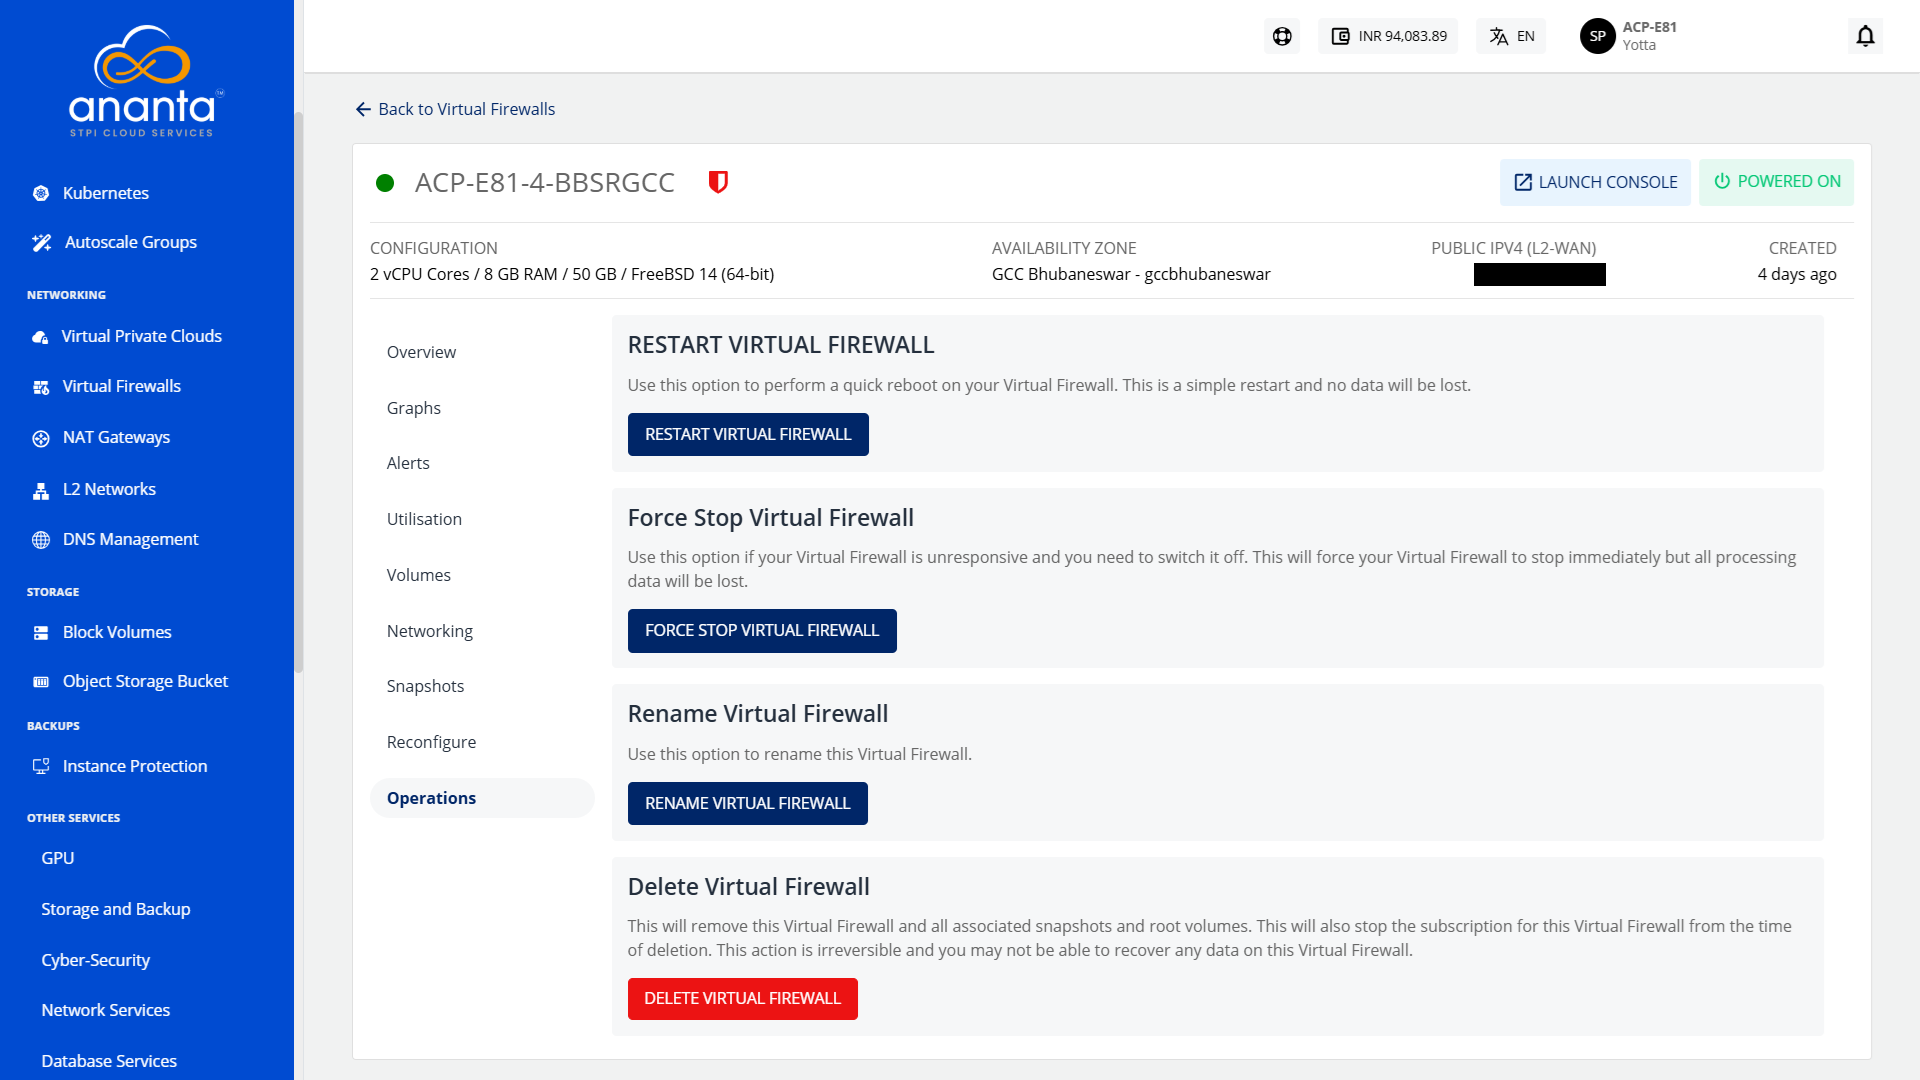 ananta™
STPI CLOUD SERVICES
Kubernetes
Autoscale Groups
NETWORKING
Virtual Private Clouds
Virtual Firewalls
NAT Gateways
L2 Networks
DNS Management
STORAGE
Block Volumes
Object Storage Bucket
BACKUPS
Instance Protection
OTHER SERVICES
GPU
Storage and Backup
Cyber-Security
Network Services
Database Services
INR 94,083.89
EN
SP
ACP-E81
Yotta
Back to Virtual Firewalls
ACP-E81-4-BBSRGCC
LAUNCH CONSOLE
POWERED ON
CONFIGURATION
2 vCPU Cores / 8 GB RAM / 50 GB / FreeBSD 14 (64-bit)
AVAILABILITY ZONE
GCC Bhubaneswar - gccbhubaneswar
PUBLIC IPV4 (L2-WAN)
CREATED
4 days ago
Overview
Graphs
Alerts
Utilisation
Volumes
Networking
Snapshots
Reconfigure
Operations
RESTART VIRTUAL FIREWALL
Use this option to perform a quick reboot on your Virtual Firewall. This is a simple restart and no data will be lost.
RESTART VIRTUAL FIREWALL
Force Stop Virtual Firewall
Use this option if your Virtual Firewall is unresponsive and you need to switch it off. This will force your Virtual Firewall to stop immediately but all processing
data will be lost.
FORCE STOP VIRTUAL FIREWALL
Rename Virtual Firewall
Use this option to rename this Virtual Firewall.
RENAME VIRTUAL FIREWALL
Delete Virtual Firewall
This will remove this Virtual Firewall and all associated snapshots and root volumes. This will also stop the subscription for this Virtual Firewall from the time
of deletion. This action is irreversible and you may not be able to recover any data on this Virtual Firewall.
DELETE VIRTUAL FIREWALL